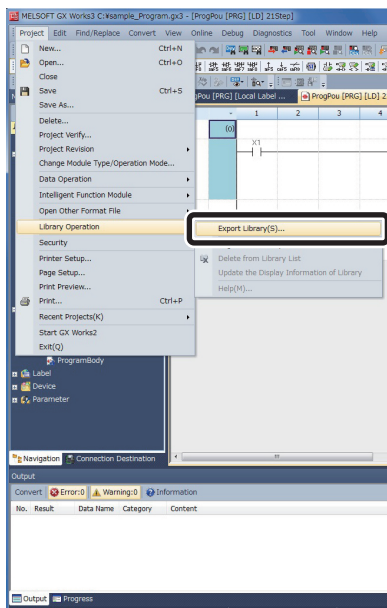 MELSOFT GX Works3 C:¥sample_Program.gx3 - [ProgPou [PRG] [LD] 21Step]
Project Edit Find/Replace Convert View Online Debug Diagnostics Tool Window Help
New... Ctrl+N
Open... Ctrl+O
Close
Save Ctrl+S
Save As...
Delete...
Project Verify...
Project Revision
Change Module Type/Operation Mode...
Data Operation
Intelligent Function Module
Open Other Format File
Library Operation
Security
Printer Setup...
Page Setup...
Print Preview...
Print... Ctrl+P
Recent Projects(K)
Start GX Works2
Exit(Q)
Export Library(S)...
Delete from Library List
Update the Display Information of Library
Help(M)...
Pou [PRG] [Local Label ...
ProgPou [PRG] [LD] 2
1 2 3 4
(0)
X1
ProgramBody
Label
Device
Parameter
Navigation Connection Destination
Output
Convert Error:0 Warning:0 Information
No. Result Data Name Category Content
Output Progress